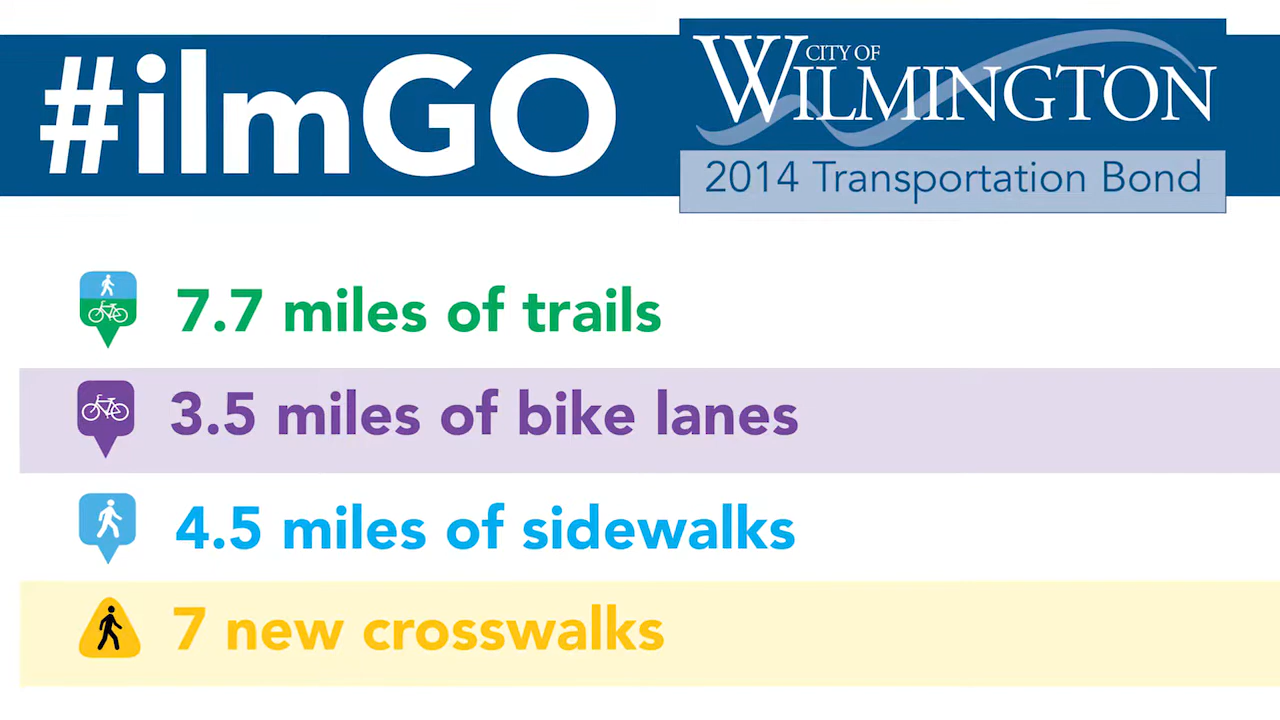 #ilmGO
CITY OF
WILMINGTON
2014 Transportation Bond
7.7 miles of trails
3.5 miles of bike lanes
4.5 miles of sidewalks
7 new crosswalks